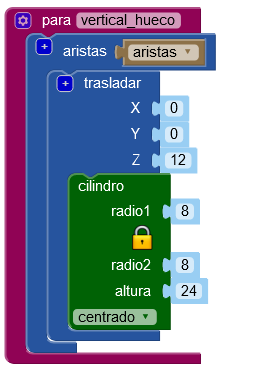 para vertical_hueco
+ aristas aristas
+ trasladar
X 0
Y 0
Z 12
cilindro
radio1 8
radio2 8
altura 24
centrado